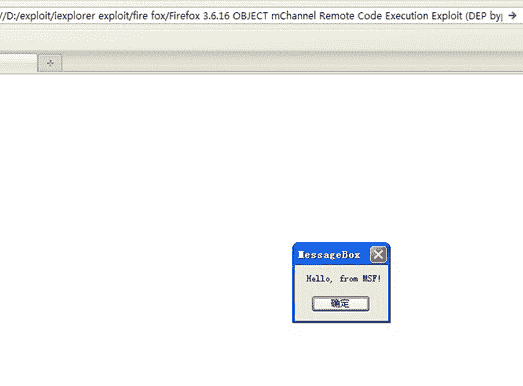 //D:/exploit/iexplorer exploit/fire fox/Firefox 3.6.16 OBJECT mChannel Remote Code Execution Exploit (DEP byp
MessageBox
Hello, from MSF!
确定